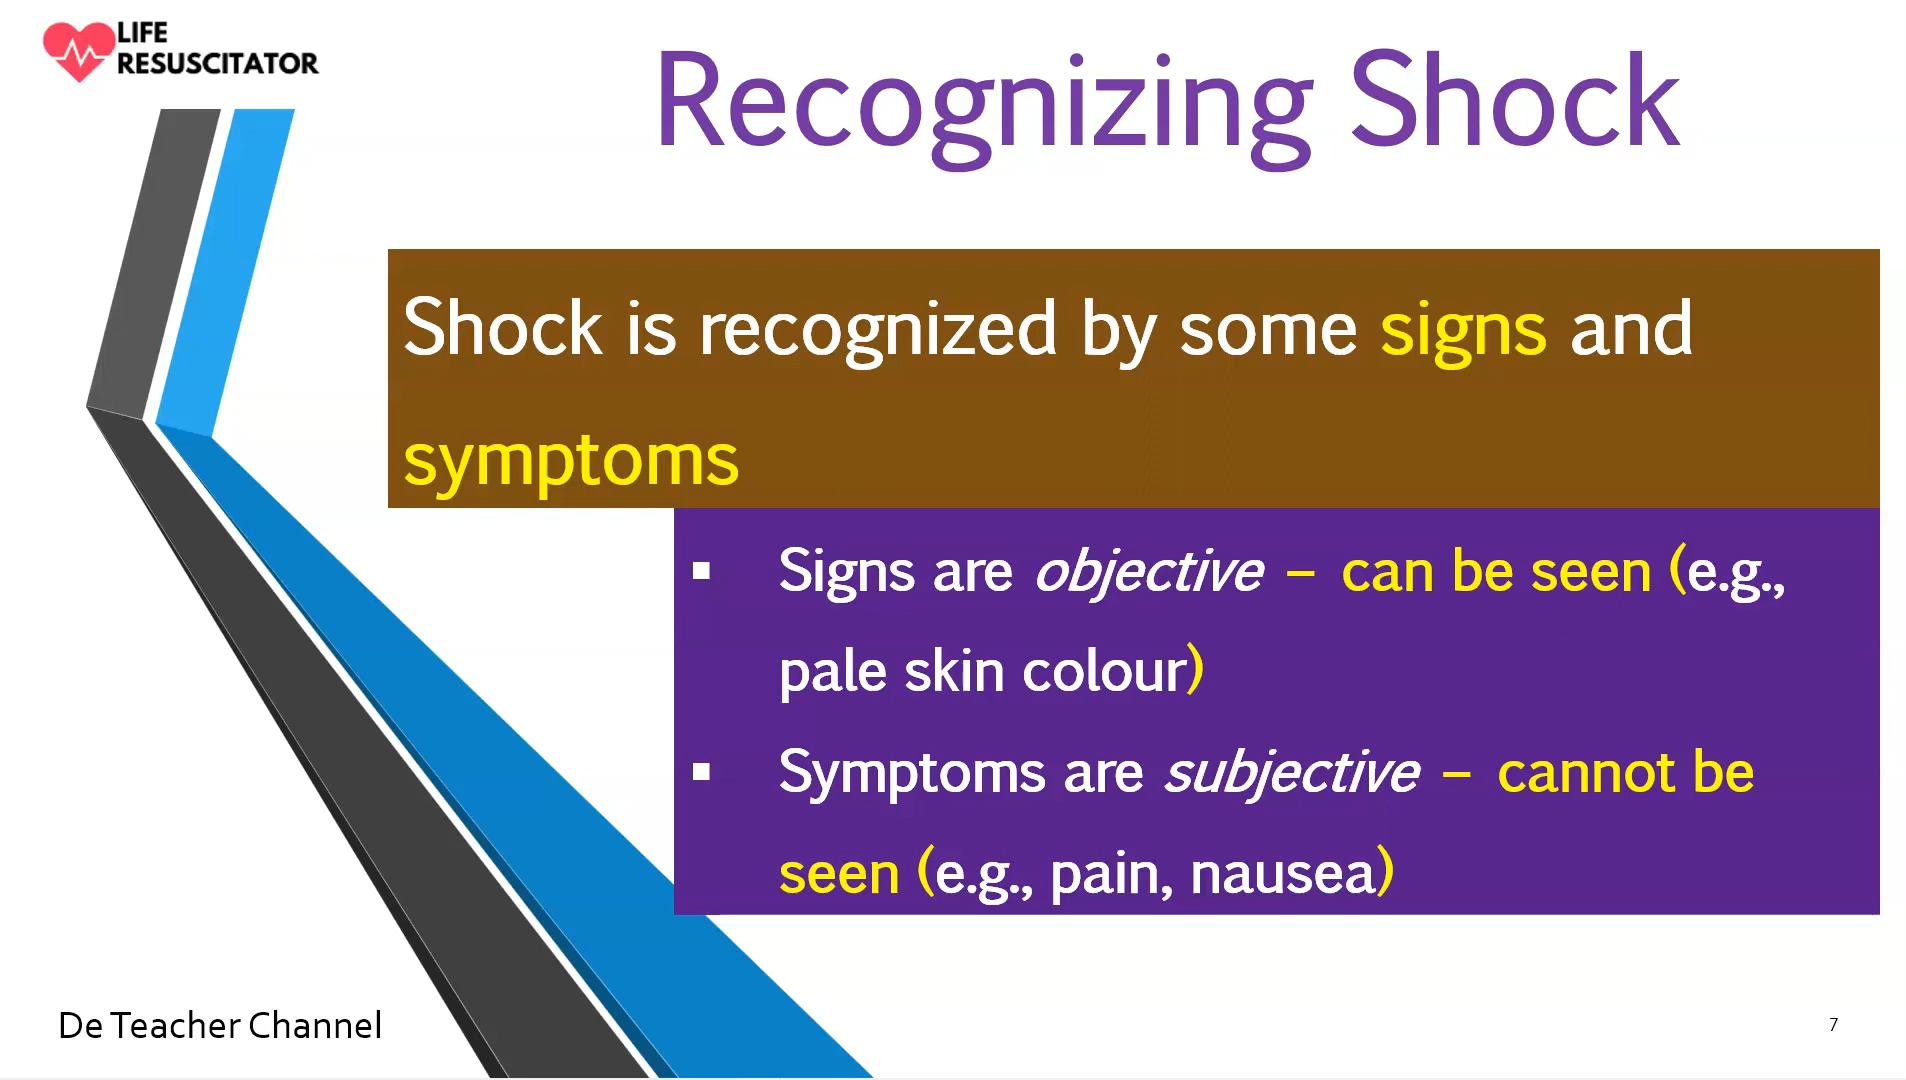 LIFE
RESUSCITATOR
Recognizing Shock
Shock is recognized by some signs and
symptoms
▪ Signs are objective – can be seen (e.g.,
pale skin colour)
▪ Symptoms are subjective – cannot be
seen (e.g., pain, nausea)
De Teacher Channel
7